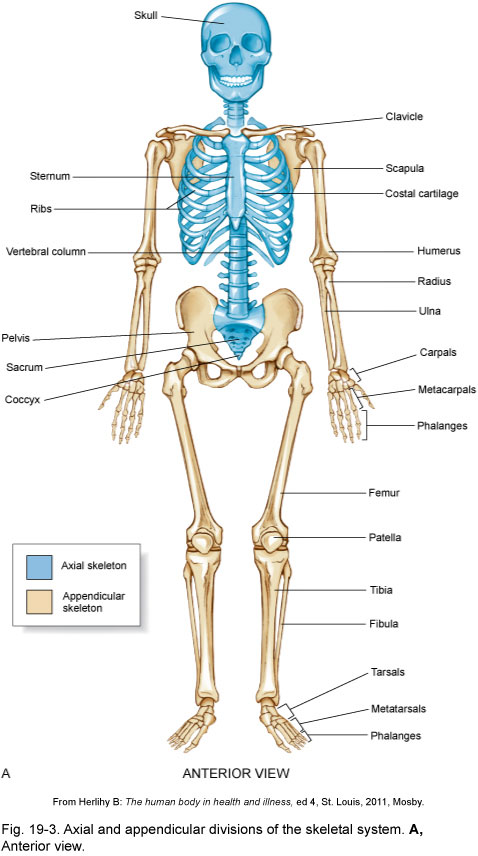 Skull
Clavicle
Scapula
Sternum
Costal cartilage
Ribs
Vertebral column
Humerus
Radius
Ulna
Pelvis
Carpals
Sacrum
Metacarpals
Coccyx
Phalanges
Femur
Patella
Axial skeleton
Appendicular
skeleton
Tibia
Fibula
Tarsals
Metatarsals
Phalanges
A
ANTERIOR VIEW
From Herlihy B: The human body in health and illness, ed 4, St. Louis, 2011, Mosby.
Fig. 19-3. Axial and appendicular divisions of the skeletal system. A,
Anterior view.